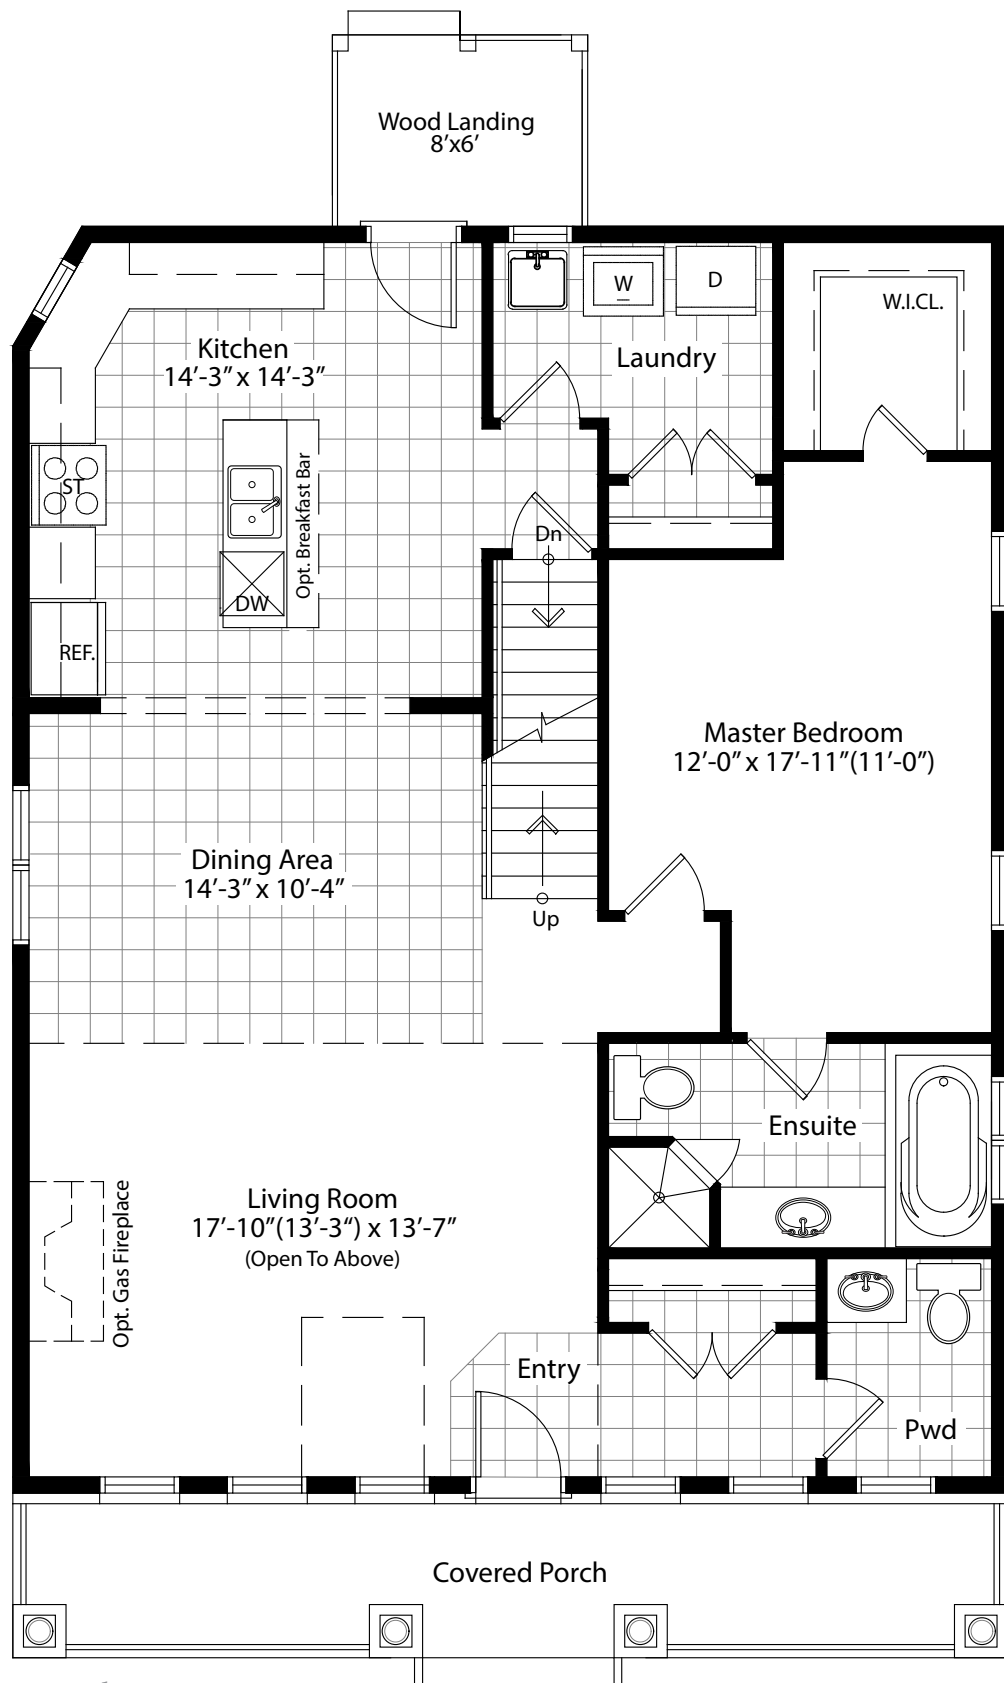 Wood Landing
8'x6'
W
D
W.I.CL.
Kitchen
14'-3" x 14'-3"
Laundry
ST
Opt. Breakfast Bar
Dn
DW
REF.
Master Bedroom
12'-0" x 17'-11"(11'-0")
Dining Area
14'-3" x 10'-4"
Up
Ensuite
Living Room
17'-10"(13'-3") x 13'-7"
(Open To Above)
Opt. Gas Fireplace
Entry
Pwd
Covered Porch